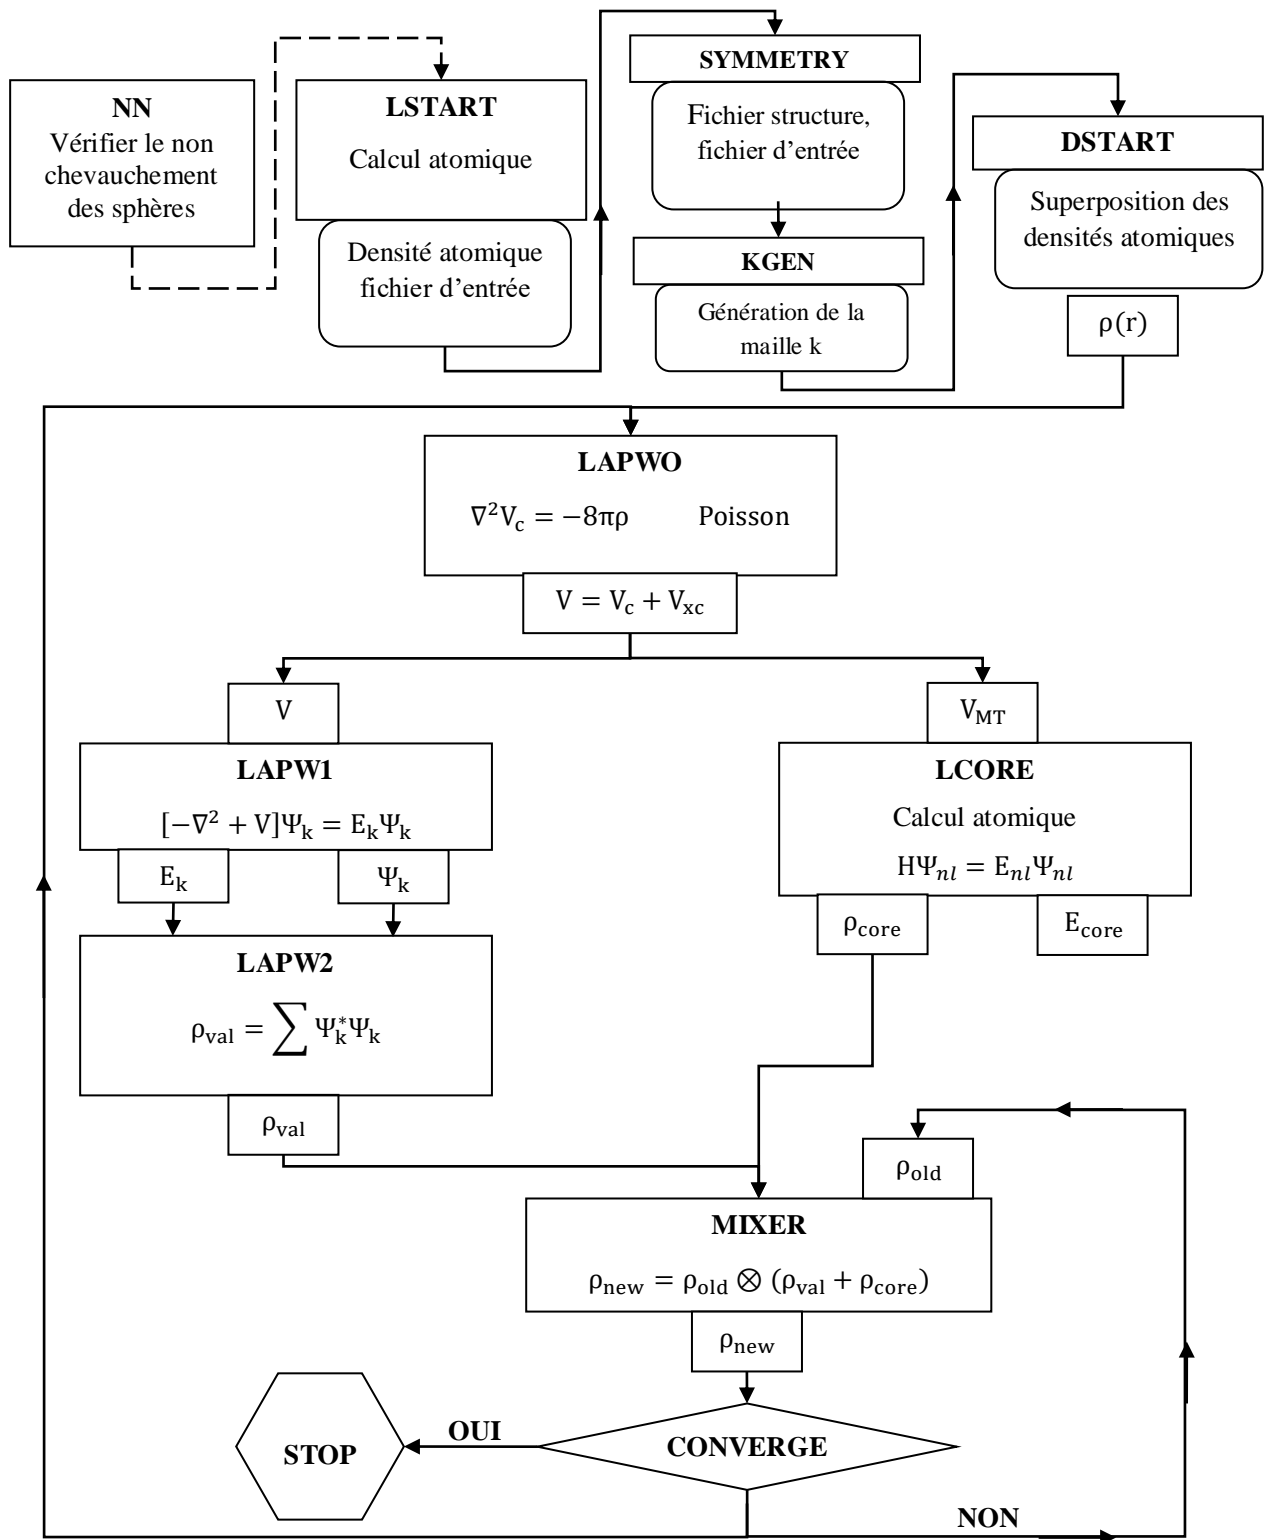 NN
Vérifier le non
chevauchement
des sphères
LSTART
Calcul atomique
Densité atomique
fichier d’entrée
SYMMETRY
Fichier structure,
fichier d’entrée
KGEN
Génération de la
maille k
DSTART
Superposition des
densités atomiques
ρ(r)
LAPWO
∇²V_c = −8πρ Poisson
V = V_c + V_xc
V
LAPW1
[−∇² + V]Ψ_k = E_kΨ_k
E_k
Ψ_k
LAPW2
ρ_val = ∑ Ψ_k^*Ψ_k
ρ_val
V_MT
LCORE
Calcul atomique
HΨ_nl = E_nlΨ_nl
ρ_core
E_core
ρ_old
MIXER
ρ_new = ρ_old ⊗ (ρ_val + ρ_core)
ρ_new
CONVERGE
OUI
STOP
NON